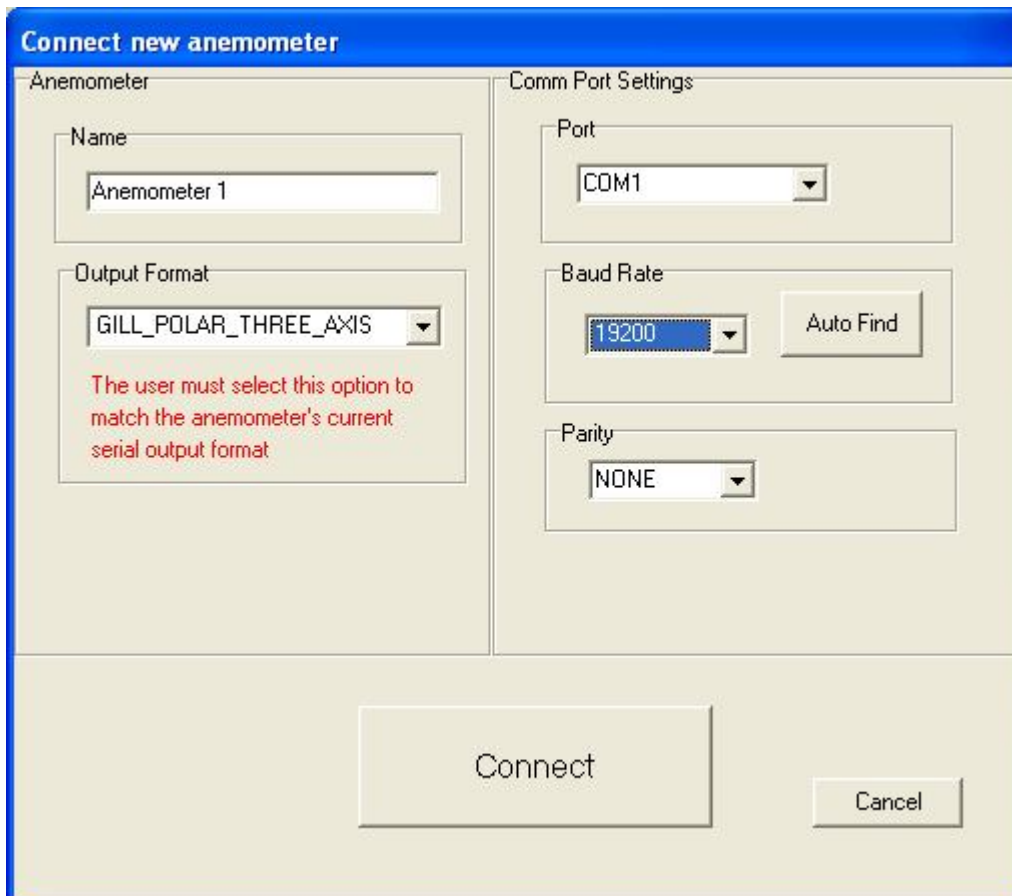 Connect new anemometer
Anemometer
Name
Anemometer 1
Output Format
GILL_POLAR_THREE_AXIS
The user must select this option to
match the anemometer's current
serial output format
Comm Port Settings
Port
COM1
Baud Rate
19200
Auto Find
Parity
NONE
Connect
Cancel